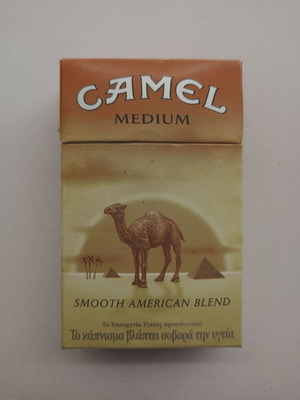 CAMEL
MEDIUM
SMOOTH AMERICAN BLEND
Το Υπουργείο Υγείας προειδοποιεί
Το κάπνισμα βλάπτει σοβαρά την υγεία